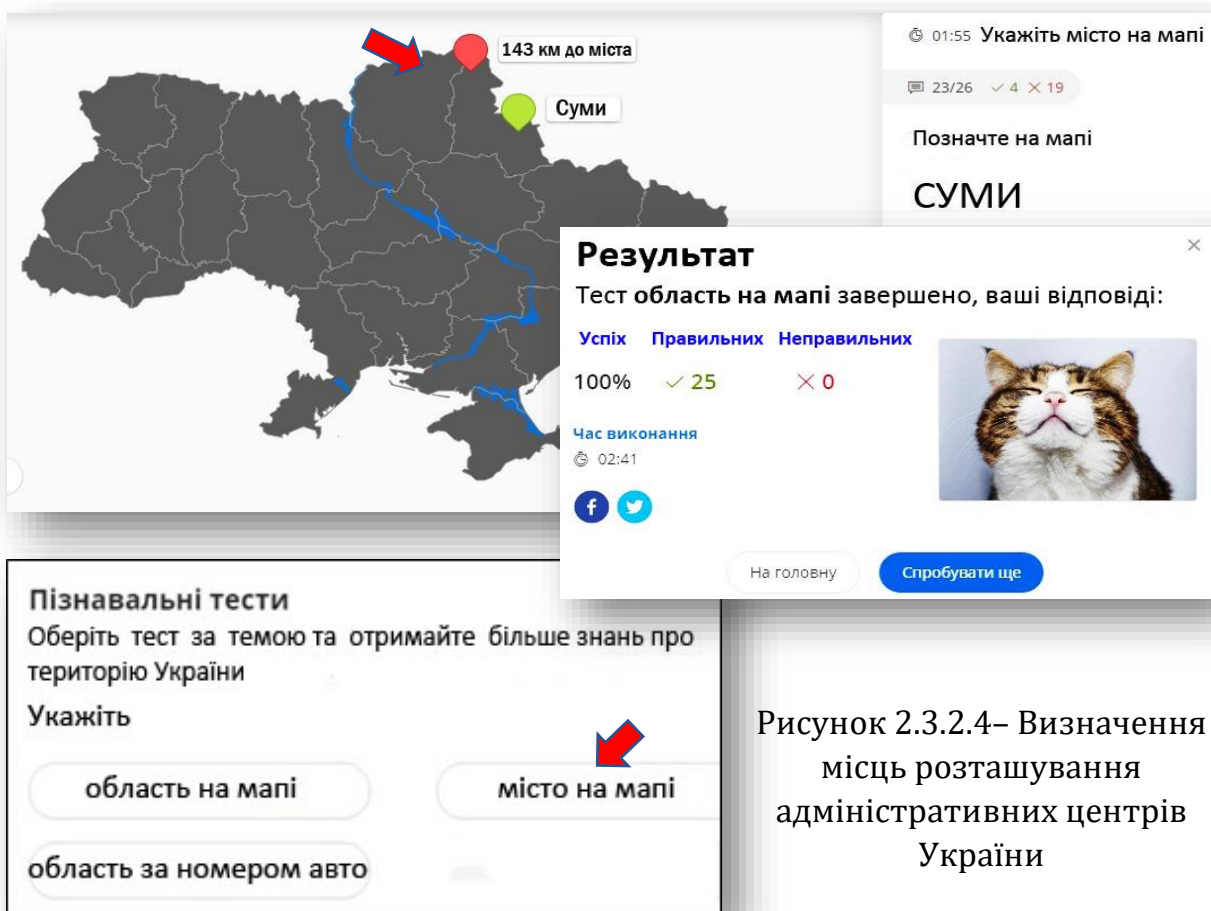 143 км до міста
Суми
01:55 Укажіть місто на мапі
23/26 ✓ 4 ✕ 19
Позначте на мапі
СУМИ
Результат
Тест область на мапі завершено, ваші відповіді:
Успіх Правильних Неправильних
100% ✓ 25 ✕ 0
Час виконання
02:41
На головну Спробувати ще
Пізнавальні тести
Оберіть тест за темою та отримайте більше знань про
територію України
Укажіть
область на мапі місто на мапі
область за номером авто
Рисунок 2.3.2.4– Визначення
місць розташування
адміністративних центрів
України